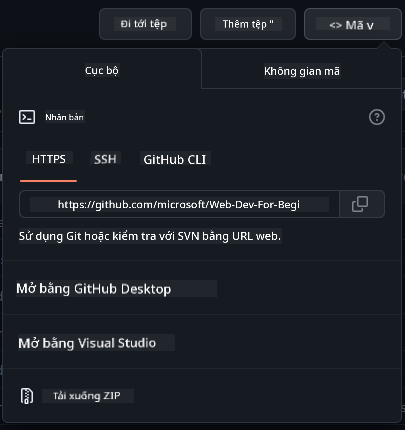 Đi tới tệp
Thêm tệp "
<> Mã v
Cục bộ
Không gian mã
Nhân bản
?
HTTPS
SSH
GitHub CLI
https://github.com/microsoft/Web-Dev-For-Begi
Sử dụng Git hoặc kiểm tra với SVN bằng URL web.
Mở bằng GitHub Desktop
Mở bằng Visual Studio
Tải xuống ZIP